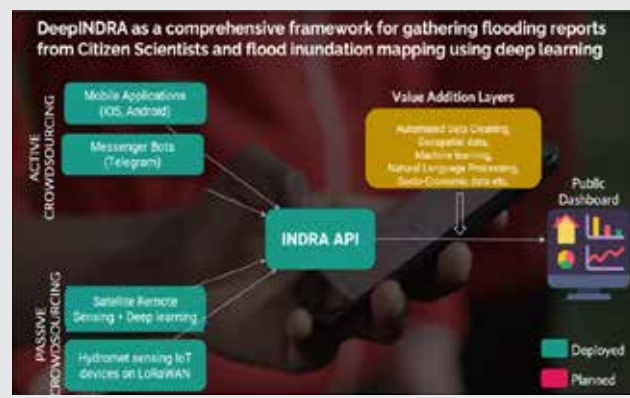 DeepINDRA as a comprehensive framework for gathering flooding reports
from Citizen Scientists and flood inundation mapping using deep learning
ACTIVE
CROWDSOURCING
Mobile Applications
(iOS, Android)
Messenger Bots
(Telegram)
Value Addition Layers
Automated Data Cleaning,
Geospatial data,
Machine learning,
Natural Language Processing,
Socio-Economic data etc.
INDRA API
Public
Dashboard
PASSIVE
CROWDSOURCING
Satellite Remote
Sensing + Deep learning
Hydromet sensing IoT
devices on LoRaWAN
Deployed
Planned